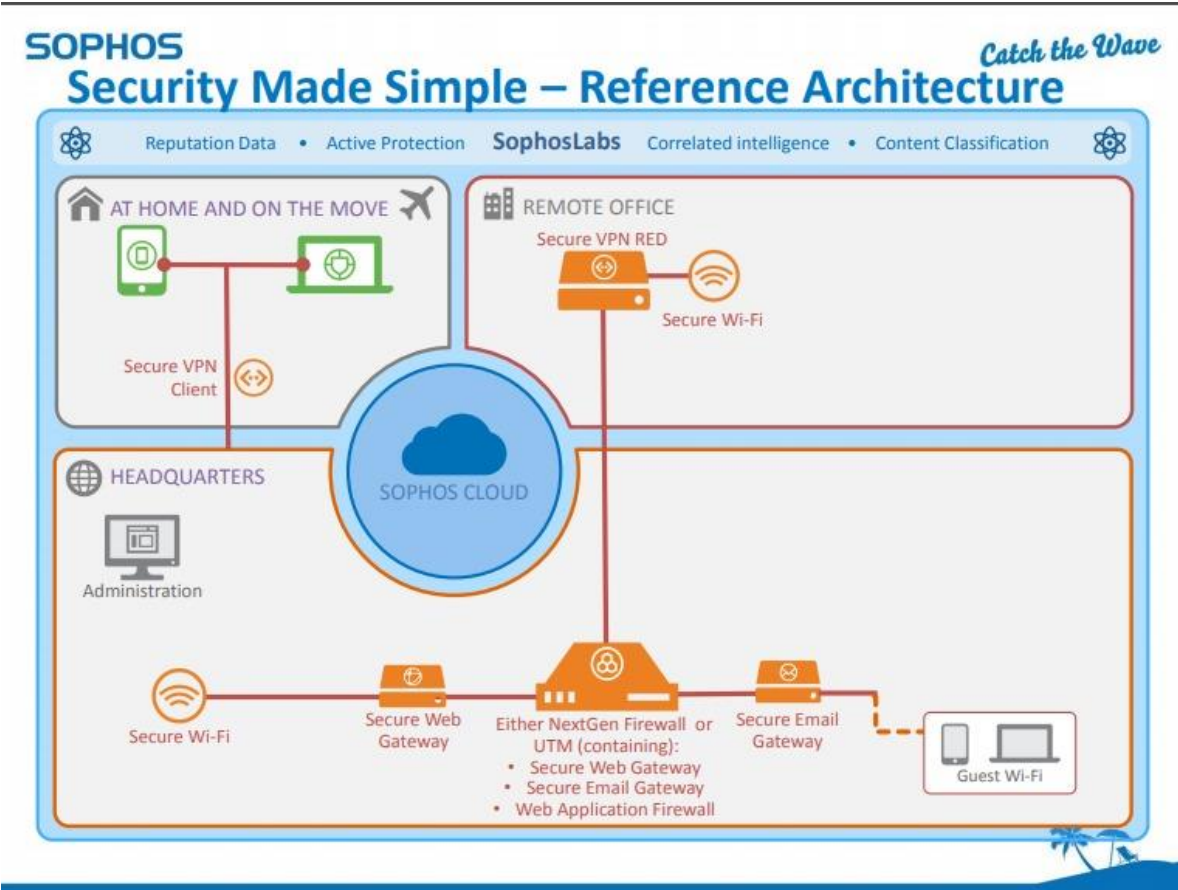 SOPHOS
Catch the Wave
Security Made Simple – Reference Architecture
Reputation Data • Active Protection SophosLabs Correlated intelligence • Content Classification
AT HOME AND ON THE MOVE
Secure VPN
Client
REMOTE OFFICE
Secure VPN RED
Secure Wi-Fi
SOPHOS CLOUD
HEADQUARTERS
Administration
Secure Wi-Fi
Secure Web
Gateway
Either NextGen Firewall or
UTM (containing):
• Secure Web Gateway
• Secure Email Gateway
• Web Application Firewall
Secure Email
Gateway
Guest Wi-Fi